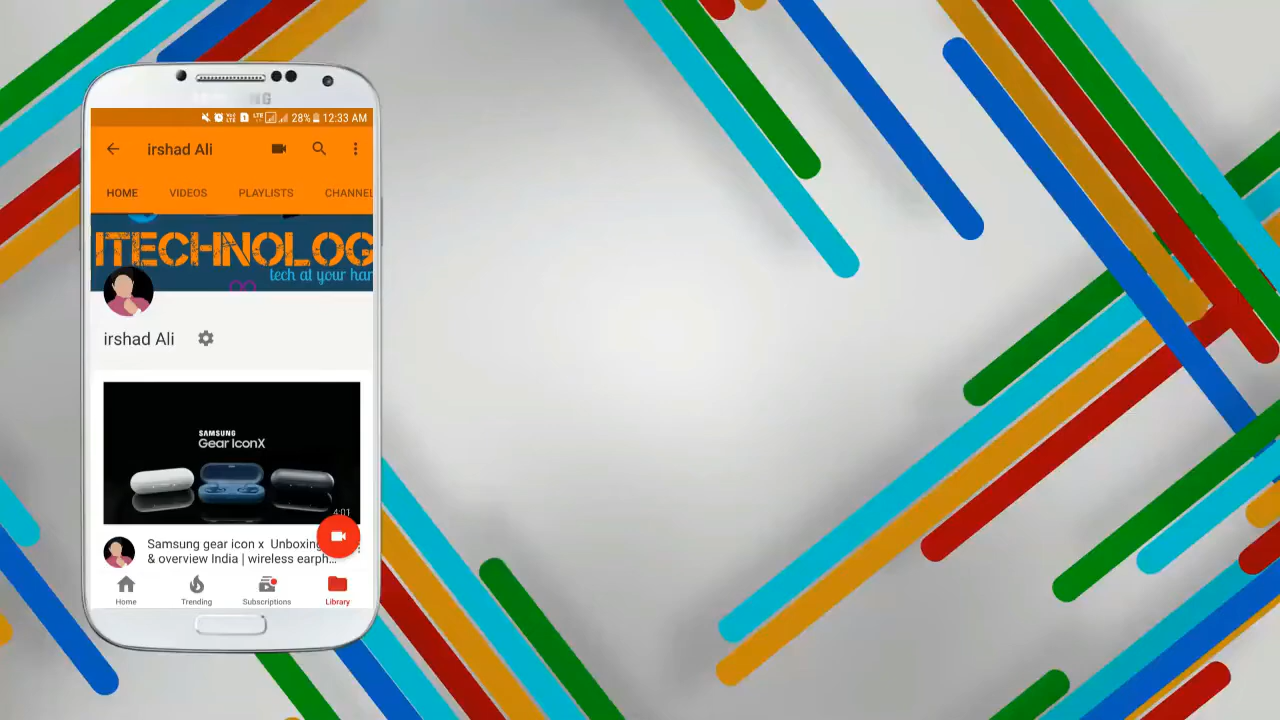 LTE 28% 12:33 AM
irshad Ali
HOME VIDEOS PLAYLISTS CHANNEL
ITECHNOLOG
tech at your har
irshad Ali
SAMSUNG
Gear IconX
4:01
Samsung gear icon x Unboxing
& overview India | wireless earph...
Home Trending Subscriptions Library